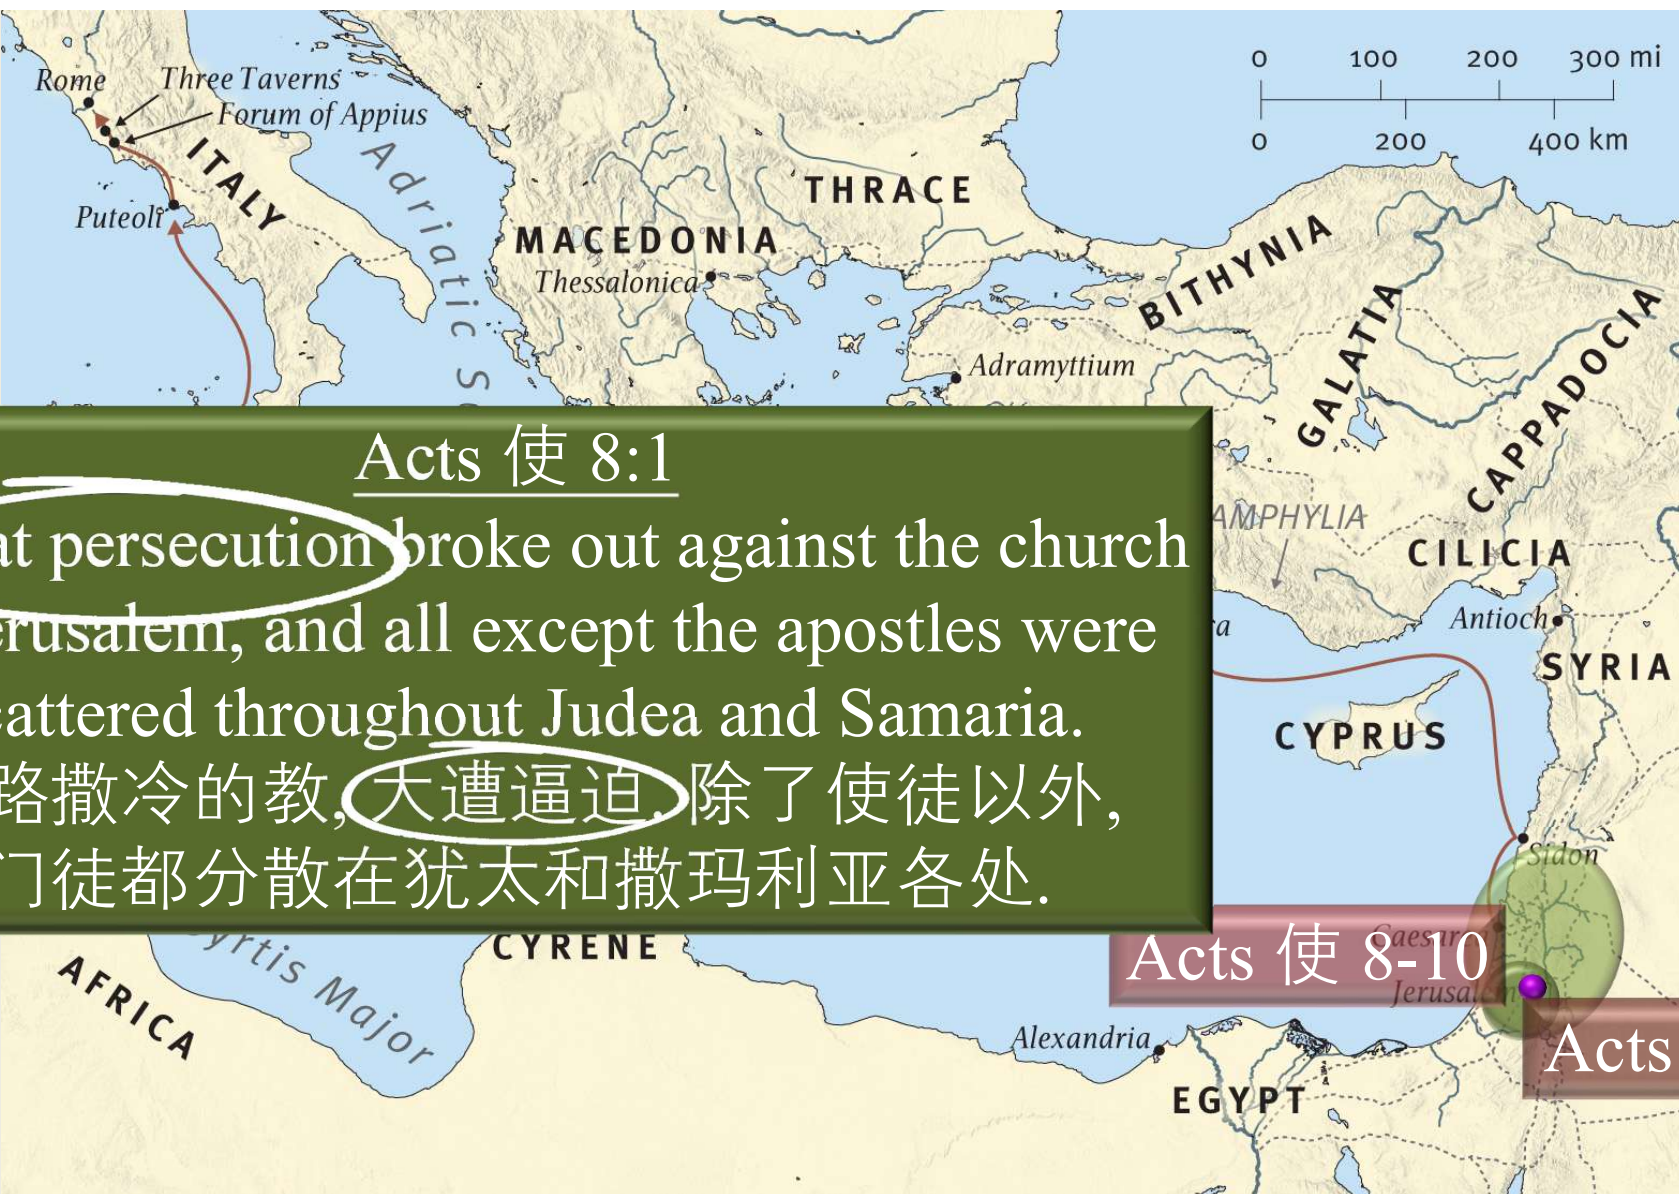 0 100 200 300 mi
0 200 400 km
Rome
Three Taverns
Forum of Appius
ITALY
Adriatic
Puteoli
THRACE
MACEDONIA
Thessalonica
BITHYNIA
GALATIA
CAPPADOCIA
Adramyttium
Acts 使 8:1
persecution broke out against the church
and all except the apostles were
throughout Judea and Samaria.
路撒冷的教, 大遭逼迫. 除了使徒以外,
门徒都分散在犹太和撒玛利亚各处.
CILICIA
Antioch
SYRIA
CYPRUS
Sidon
Caesarea
Acts 使 8-10
Jerusalem
Acts
CYRENE
Major
AFRICA
Alexandria
EGYPT